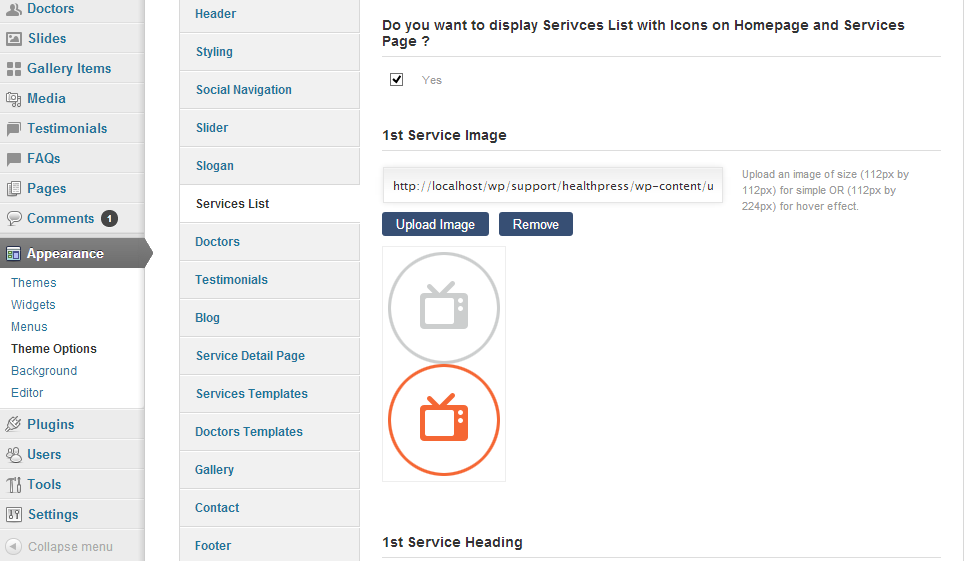 Doctors
Slides
Gallery Items
Media
Testimonials
FAQs
Pages
Comments 1
Appearance
Themes
Widgets
Menus
Theme Options
Background
Editor
Plugins
Users
Tools
Settings
Collapse menu
Header
Styling
Social Navigation
Slider
Slogan
Services List
Doctors
Testimonials
Blog
Service Detail Page
Services Templates
Doctors Templates
Gallery
Contact
Footer
Do you want to display Serivces List with Icons on Homepage and Services
Page ?
Yes
1st Service Image
http://localhost/wp/support/healthpress/wp-content/u
Upload an image of size (112px by
112px) for simple OR (112px by
224px) for hover effect.
Upload Image Remove
1st Service Heading